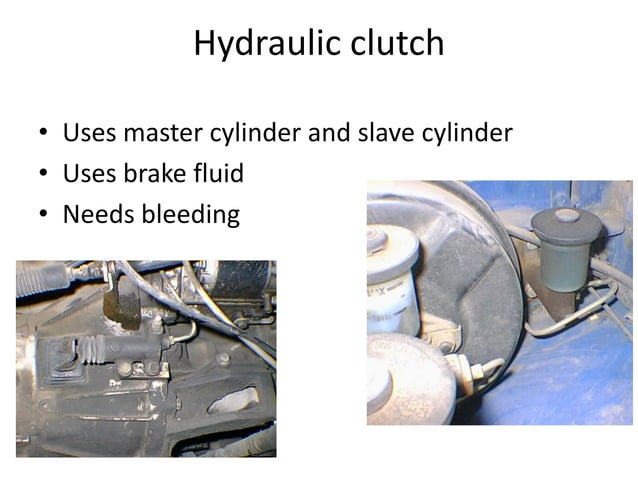 Hydraulic clutch
• Uses master cylinder and slave cylinder
• Uses brake fluid
• Needs bleeding